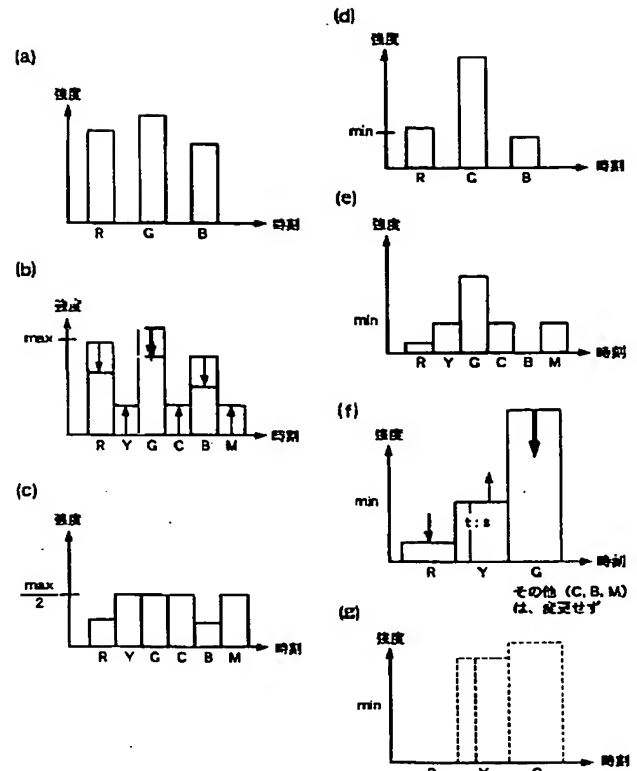 (a)
強度
時刻
R G B
(b)
強度
max
時刻
R Y G C B M
(c)
強度
max
2
時刻
R Y G C B M
(d)
強度
min
時刻
R G B
(e)
強度
min
時刻
R Y G C B M
(f)
強度
min
t : s
時刻
R Y G
その他 (C, B, M)
は、変更せず
(g)
強度
min
時刻